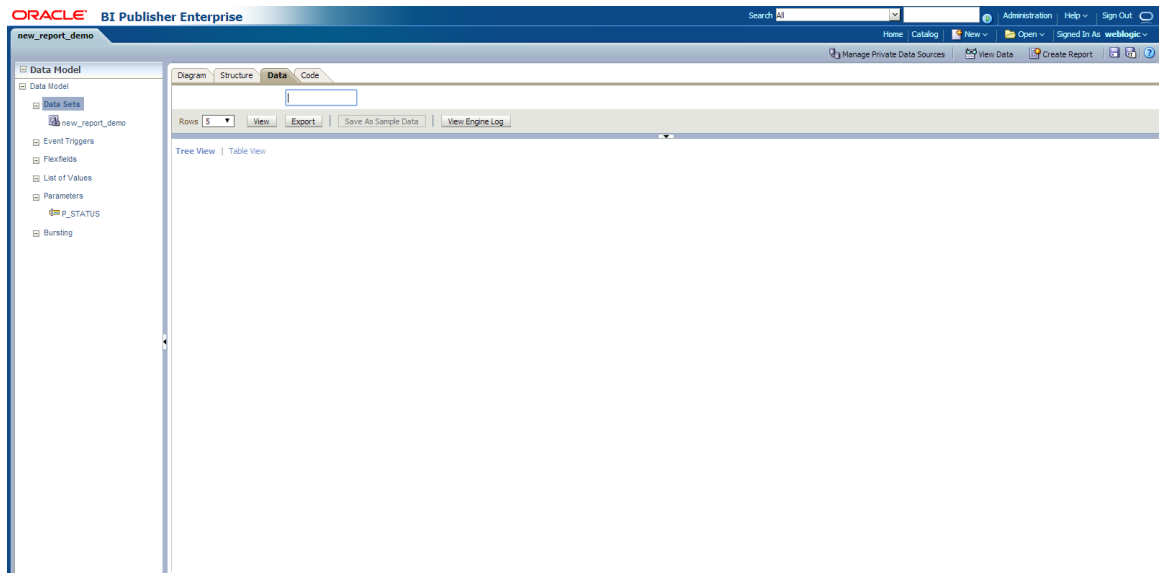 ORACLE BI Publisher Enterprise Search All Administration Help Sign Out
new_report_demo Home Catalog New Open Signed In As weblogic
Manage Private Data Sources View Data Create Report
Data Model
Data Model
Data Sets
new_report_demo
Event Triggers
Flexfields
List of Values
Parameters
P_STATUS
Bursting
Diagram Structure Data Code
Rows 5 View Export Save As Sample Data View Engine Log
Tree View | Table View